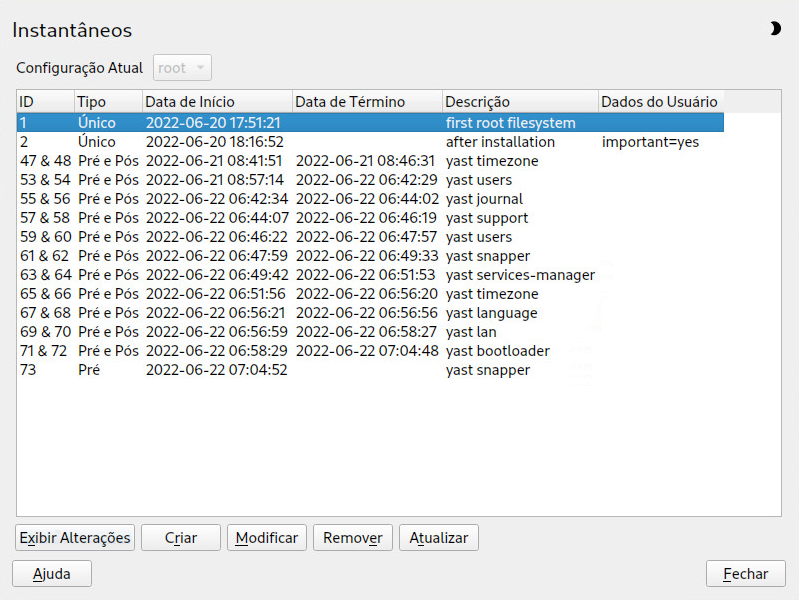 Instantâneos
Configuração Atual root
ID Tipo Data de Início Data de Término Descrição Dados do Usuário
1 Único 2022-06-20 17:51:21 first root filesystem
2 Único 2022-06-20 18:16:52 after installation important=yes
47 & 48 Pré e Pós 2022-06-21 08:41:51 2022-06-21 08:46:31 yast timezone
53 & 54 Pré e Pós 2022-06-21 08:57:14 2022-06-22 06:42:29 yast users
55 & 56 Pré e Pós 2022-06-22 06:42:34 2022-06-22 06:44:02 yast journal
57 & 58 Pré e Pós 2022-06-22 06:44:07 2022-06-22 06:46:19 yast support
59 & 60 Pré e Pós 2022-06-22 06:46:22 2022-06-22 06:47:57 yast users
61 & 62 Pré e Pós 2022-06-22 06:47:59 2022-06-22 06:49:33 yast snapper
63 & 64 Pré e Pós 2022-06-22 06:49:42 2022-06-22 06:51:53 yast services-manager
65 & 66 Pré e Pós 2022-06-22 06:51:56 2022-06-22 06:56:20 yast timezone
67 & 68 Pré e Pós 2022-06-22 06:56:21 2022-06-22 06:56:56 yast language
69 & 70 Pré e Pós 2022-06-22 06:56:59 2022-06-22 06:58:27 yast lan
71 & 72 Pré e Pós 2022-06-22 06:58:29 2022-06-22 07:04:48 yast bootloader
73 Pré 2022-06-22 07:04:52 yast snapper
Exibir Alterações Criar Modificar Remover Atualizar
Ajuda Fechar